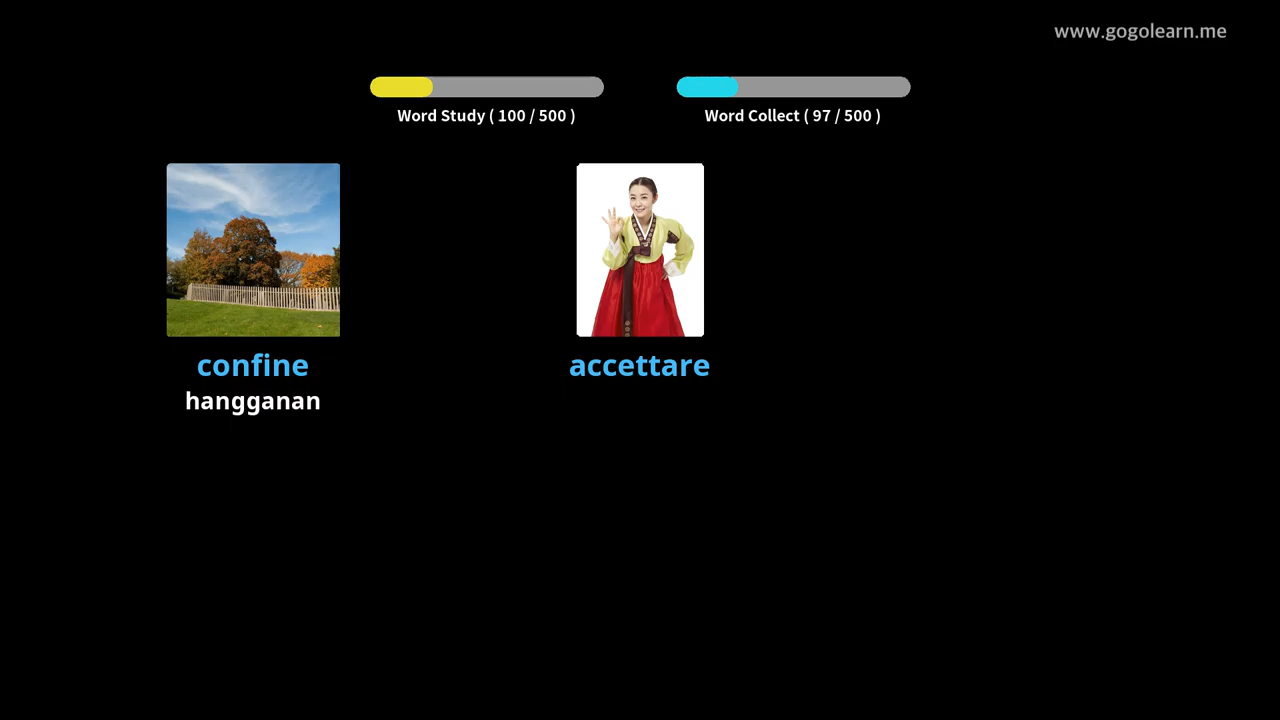 www.gogolearn.me
Word Study ( 100 / 500 )
Word Collect ( 97 / 500 )
confine
hangganan
accettare